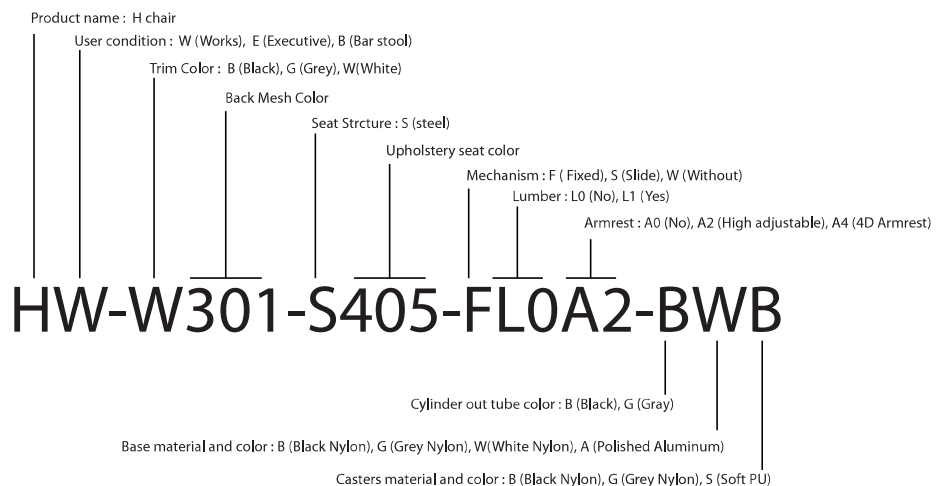 Product name : H chair
User condition : W (Works), E (Executive), B (Bar stool)
Trim Color : B (Black), G (Grey), W(White)
Back Mesh Color
Seat Strcture : S (steel)
Upholstery seat color
Mechanism : F ( Fixed), S (Slide), W (Without)
Lumber : L0 (No), L1 (Yes)
Armrest : A0 (No), A2 (High adjustable), A4 (4D Armrest)
HW-W301-S405-FL0A2-BWB
Cylinder out tube color : B (Black), G (Gray)
Base material and color : B (Black Nylon), G (Grey Nylon), W(White Nylon), A (Polished Aluminum)
Casters material and color : B (Black Nylon), G (Grey Nylon), S (Soft PU)